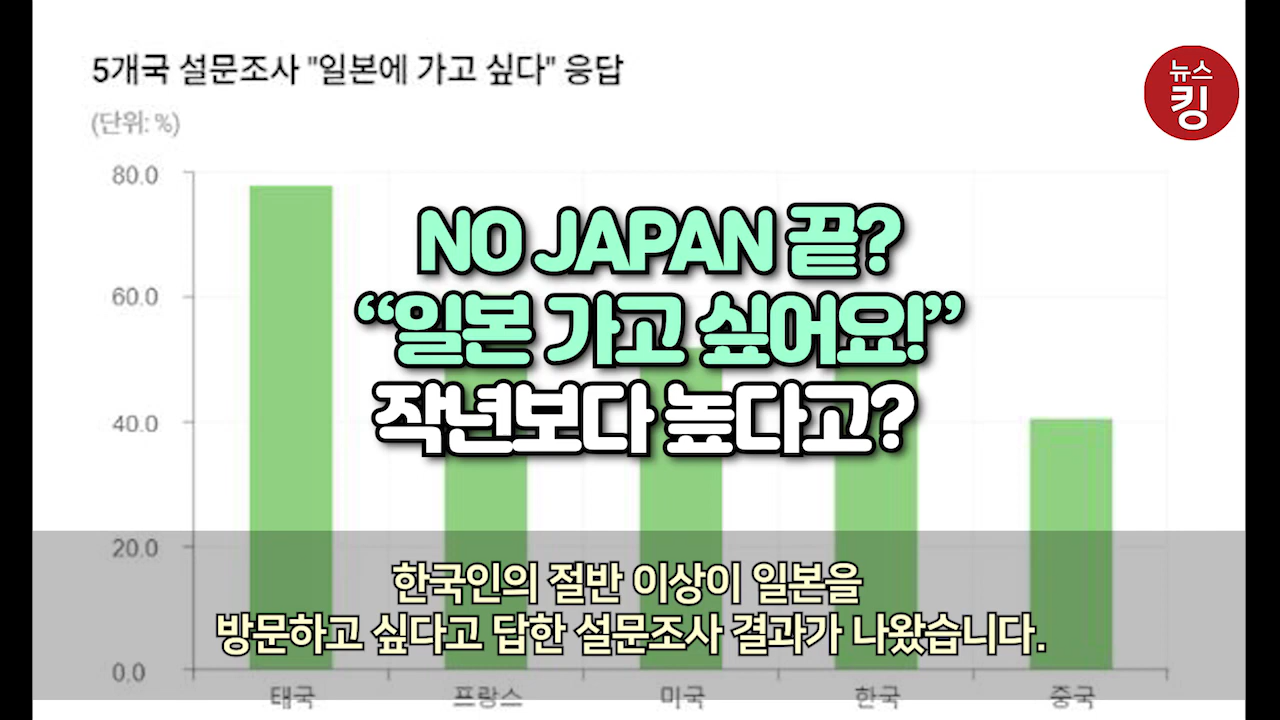 5개국 설문조사 "일본에 가고 싶다" 응답
(단위: %)
뉴스
킹
80.0
60.0
40.0
20.0
0.0
NO JAPAN 끝?
“일본 가고 싶어요!”
작년보다 높다고?
한국인의 절반 이상이 일본을
방문하고 싶다고 답한 설문조사 결과가 나왔습니다.
태국 프랑스 미국 한국 중국